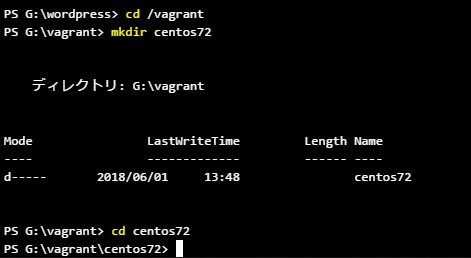 PS G:\wordpress> cd /vagrant
PS G:\vagrant> mkdir centos72
ディレクトリ: G:\vagrant
Mode                LastWriteTime         Length Name
----                -------------         ------ ----
d-----       2018/06/01     13:48                centos72
PS G:\vagrant> cd centos72
PS G:\vagrant\centos72>